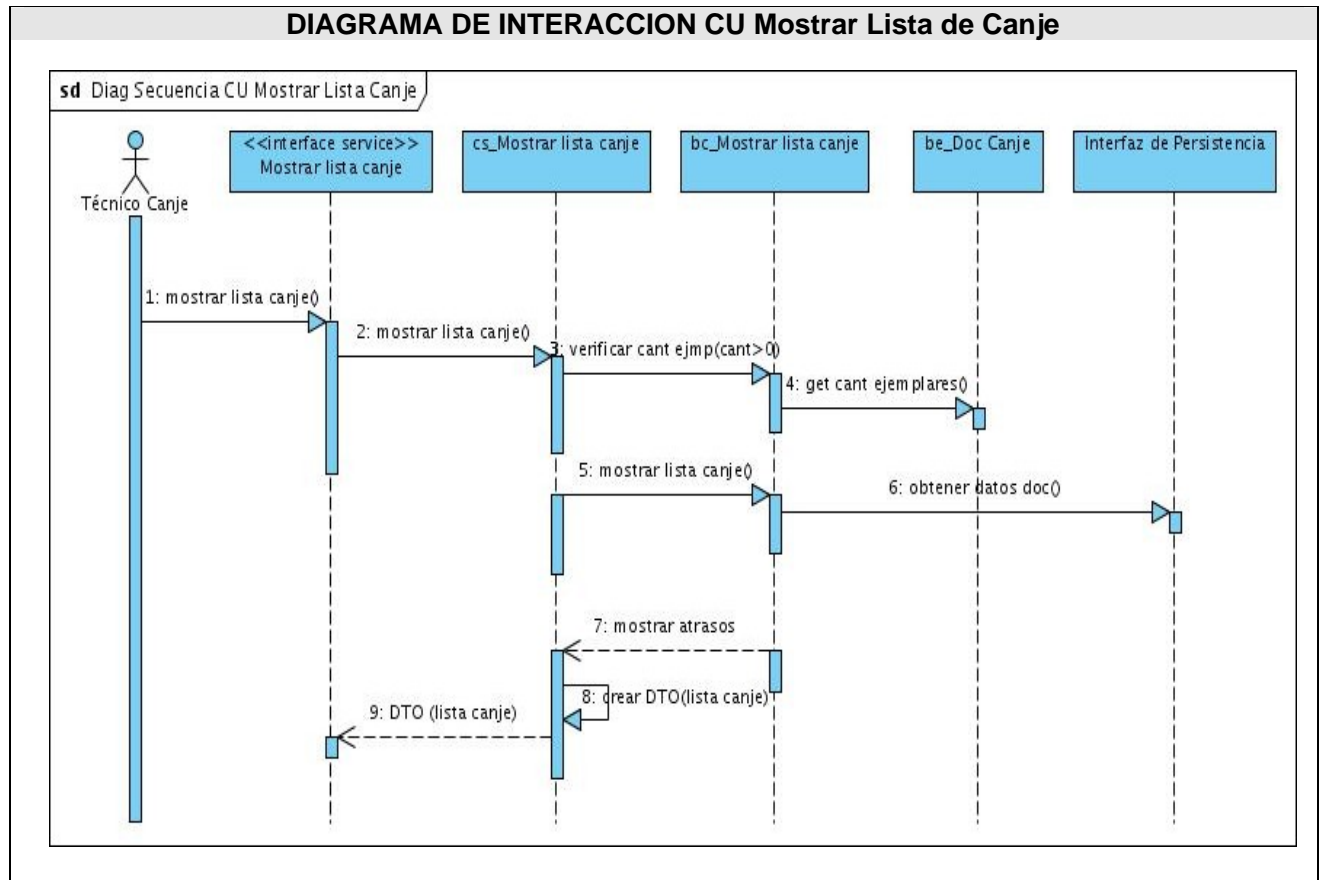 DIAGRAMA DE INTERACCION CU Mostrar Lista de Canje
sd Diag Secuencia CU Mostrar Lista Canje
Técnico Canje
<<interface service>>
Mostrar lista canje
cs_Mostrar lista canje
bc_Mostrar lista canje
be_Doc Canje
Interfaz de Persistencia
1: mostrar lista canje()
2: mostrar lista canje()
3: verificar cant ejmp(cant>0)
4: get cant ejemplares()
5: mostrar lista canje()
6: obtener datos doc()
7: mostrar atrasos
8: crear DTO(lista canje)
9: DTO (lista canje)